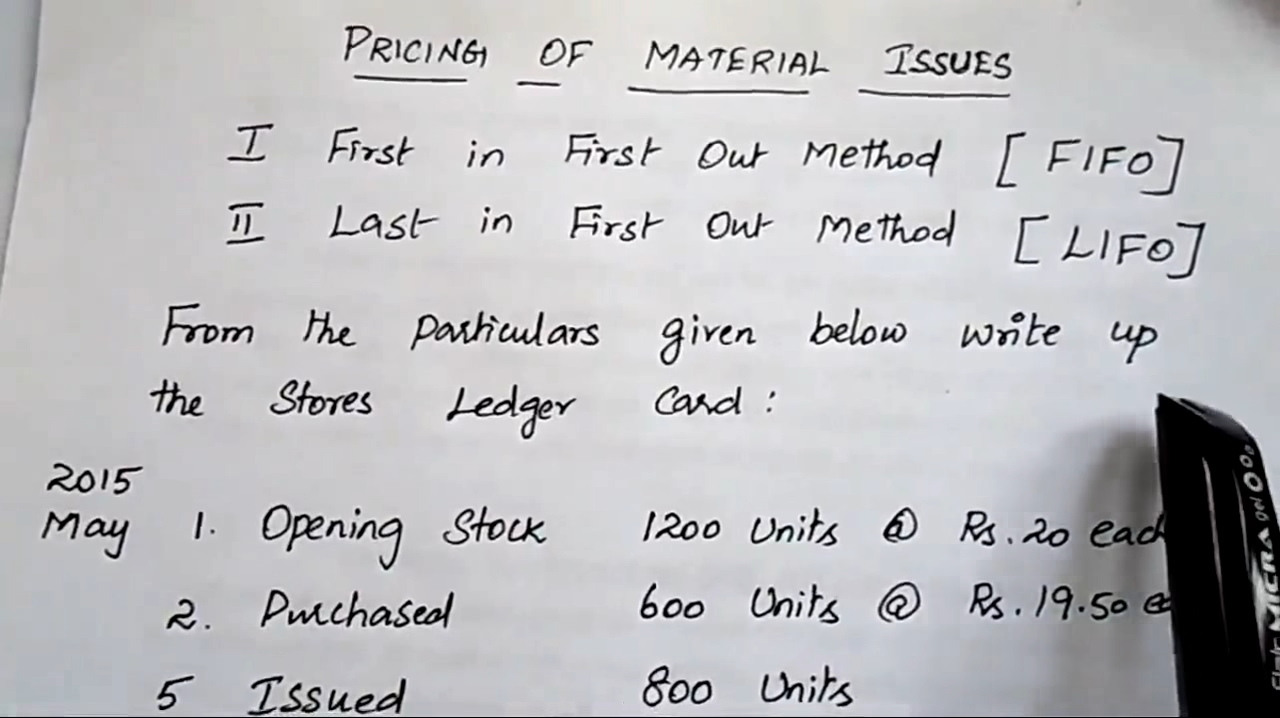 PRICING OF MATERIAL ISSUES
I First in First Out Method [FIFO]
II Last in First Out Method [LIFO]
From the particulars given below write up
the Stores Ledger Card:
2015
May 1. Opening Stock 1200 Units @ Rs. 20 each
2. Purchased 600 Units @ Rs. 19.50
5 Issued 800 Units
MICRA gel